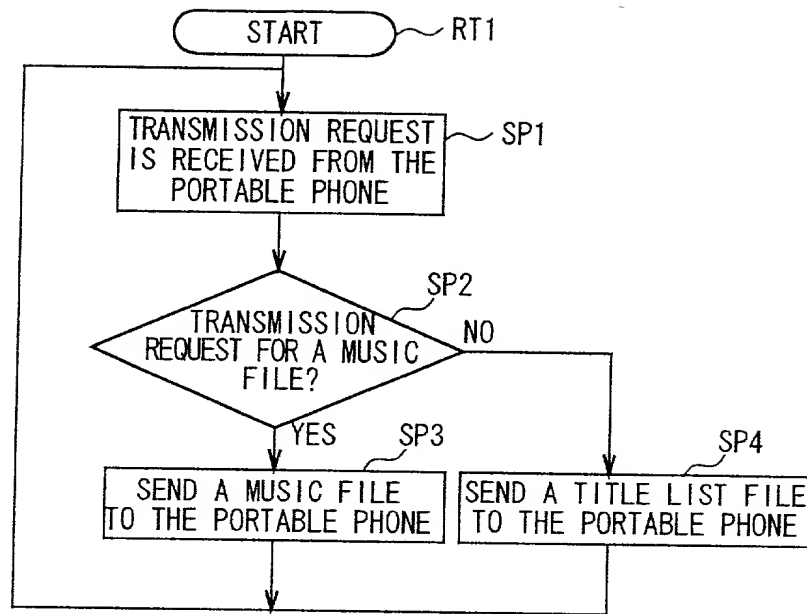 START
RT1
TRANSMISSION REQUEST
IS RECEIVED FROM THE
PORTABLE PHONE
SP1
SP2
TRANSMISSION
REQUEST FOR A MUSIC
FILE?
NO
YES
SP3
SEND A MUSIC FILE
TO THE PORTABLE PHONE
SP4
SEND A TITLE LIST FILE
TO THE PORTABLE PHONE